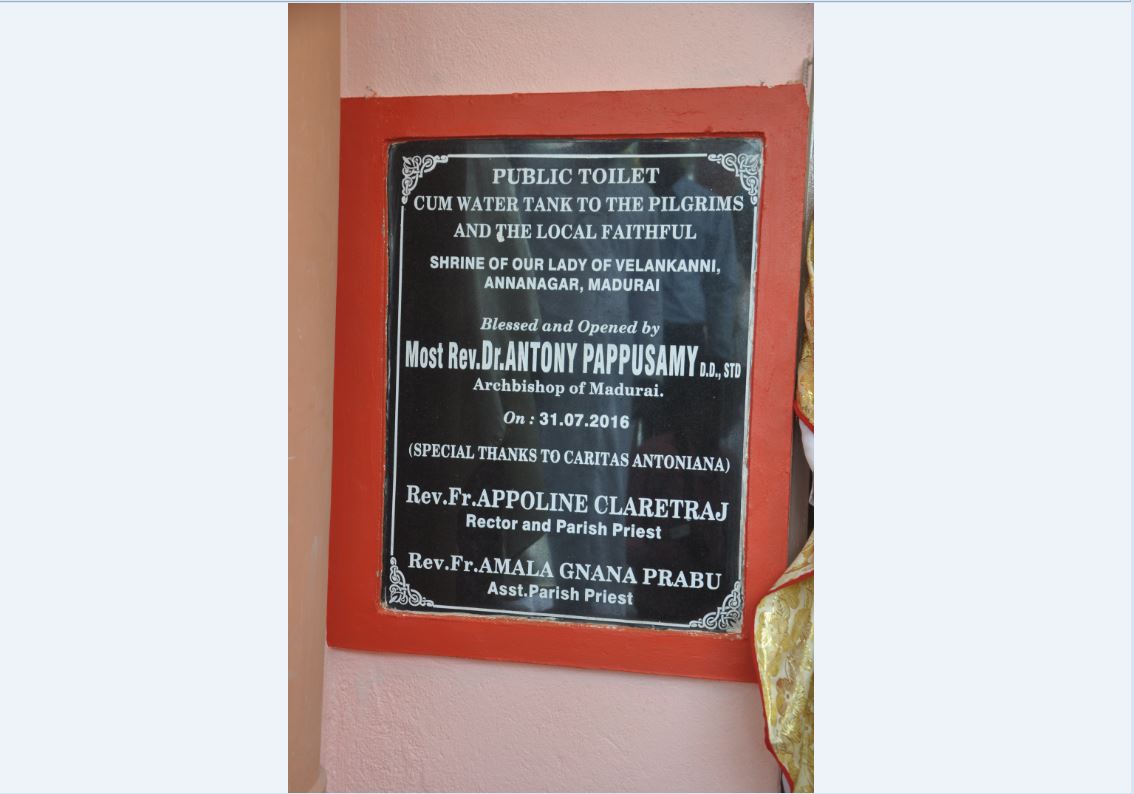 PUBLIC TOILET
CUM WATER TANK TO THE PILGRIMS
AND THE LOCAL FAITHFUL
SHRINE OF OUR LADY OF VELANKANNI,
ANNANAGAR, MADURAI
Blessed and Opened by
Most Rev.Dr.ANTONY PAPPUSAMY D.D., STD
Archbishop of Madurai.
On : 31.07.2016
(SPECIAL THANKS TO CARITAS ANTONIANA)
Rev.Fr.APPOLINE CLARETRAJ
Rector and Parish Priest
Rev.Fr.AMALA GNANA PRABU
Asst.Parish Priest